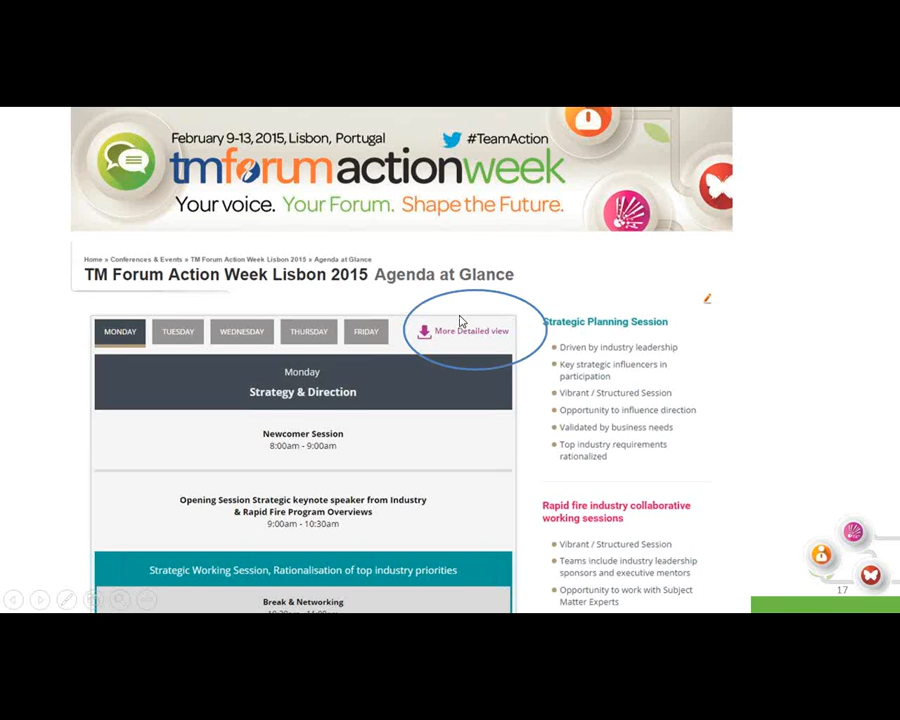 February 9-13, 2015, Lisbon, Portugal
#TeamAction
tmforumactionweek
Your voice. Your Forum. Shape the Future.
Home » Conferences & Events » TM Forum Action Week Lisbon 2015 » Agenda at Glance
TM Forum Action Week Lisbon 2015 Agenda at Glance
MONDAY
TUESDAY
WEDNESDAY
THURSDAY
FRIDAY
More Detailed view
Monday
Strategy & Direction
Newcomer Session
8:00am - 9:00am
Opening Session Strategic keynote speaker from Industry
& Rapid Fire Program Overviews
9:00am - 10:30am
Strategic Working Session, Rationalisation of top industry priorities
Break & Networking
Strategic Planning Session
Driven by industry leadership
Key strategic influencers in
participation
Vibrant / Structured Session
Opportunity to influence direction
Validated by business needs
Top industry requirements
rationalized
Rapid fire industry collaborative
working sessions
Vibrant / Structured Session
Teams include industry leadership
sponsors and executive mentors
Opportunity to work with Subject
Matter Experts
17